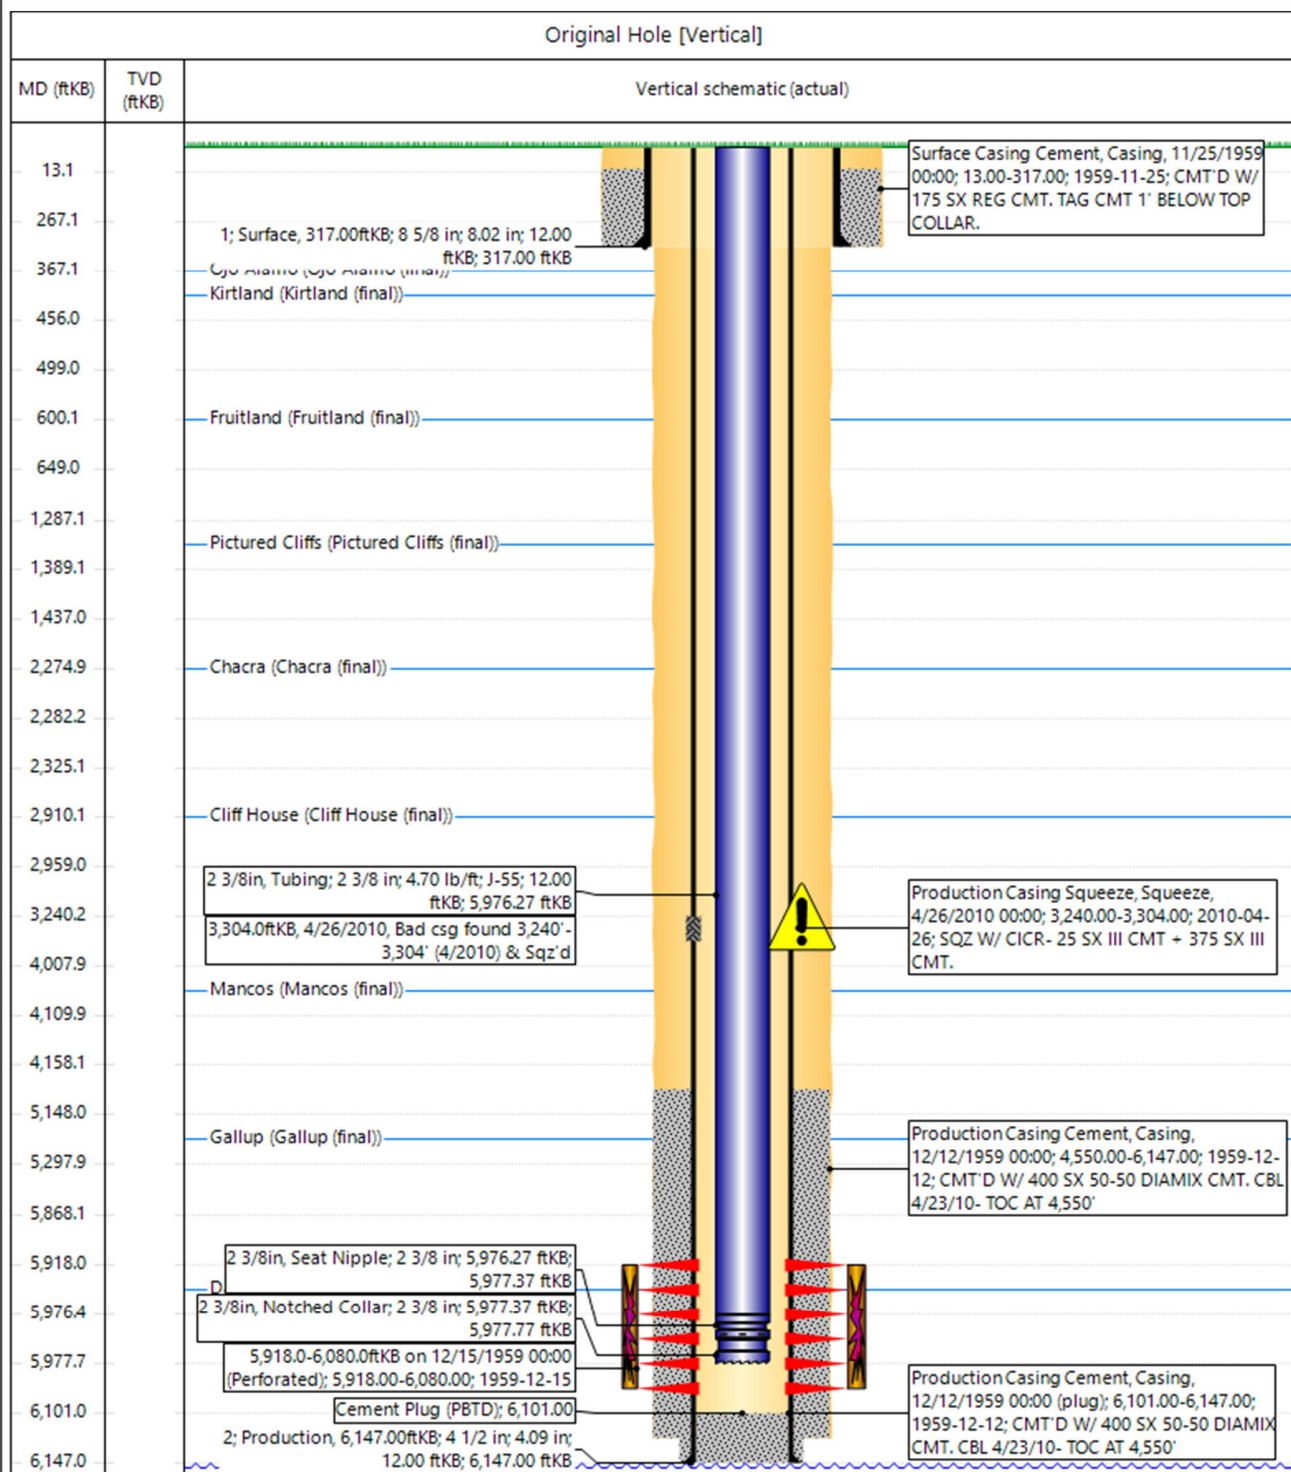 Original Hole [Vertical]
MD (ftKB)
TVD
(ftKB)
Vertical schematic (actual)
13.1
267.1
367.1
456.0
499.0
600.1
649.0
1,287.1
1,389.1
1,437.0
2,274.9
2,282.2
2,325.1
2,910.1
2,959.0
3,240.2
4,007.9
4,109.9
4,158.1
5,148.0
5,297.9
5,868.1
5,918.0
5,976.4
5,977.7
6,101.0
6,147.0
Surface Casing Cement, Casing, 11/25/1959
00:00; 13.00-317.00; 1959-11-25; CMT'D W/
175 SX REG CMT. TAG CMT 1' BELOW TOP
COLLAR.
1; Surface, 317.00ftKB; 8 5/8 in; 8.02 in; 12.00
ftKB; 317.00 ftKB
Ojo Alamo (Ojo Alamo (final))
Kirtland (Kirtland (final))
Fruitland (Fruitland (final))
Pictured Cliffs (Pictured Cliffs (final))
Chacra (Chacra (final))
Cliff House (Cliff House (final))
2 3/8in, Tubing; 2 3/8 in; 4.70 lb/ft; J-55; 12.00
ftKB; 5,976.27 ftKB
3,304.0ftKB, 4/26/2010, Bad csg found 3,240'-
3,304' (4/2010) & Sqz'd
Production Casing Squeeze, Squeeze,
4/26/2010 00:00; 3,240.00-3,304.00; 2010-04-
26; SQZ W/ CICR- 25 SX III CMT + 375 SX III
CMT.
Mancos (Mancos (final))
Gallup (Gallup (final))
Production Casing Cement, Casing,
12/12/1959 00:00; 4,550.00-6,147.00; 1959-12-
12; CMT'D W/ 400 SX 50-50 DIAMIX CMT. CBL
4/23/10- TOC AT 4,550'
2 3/8in, Seat Nipple; 2 3/8 in; 5,976.27 ftKB;
5,977.37 ftKB
D
2 3/8in, Notched Collar; 2 3/8 in; 5,977.37 ftKB;
5,977.77 ftKB
5,918.0-6,080.0ftKB on 12/15/1959 00:00
(Perforated); 5,918.00-6,080.00; 1959-12-15
Cement Plug (PBTD); 6,101.00
Production Casing Cement, Casing,
12/12/1959 00:00 (plug); 6,101.00-6,147.00;
1959-12-12; CMT'D W/ 400 SX 50-50 DIAMIX
CMT. CBL 4/23/10- TOC AT 4,550'
2; Production, 6,147.00ftKB; 4 1/2 in; 4.09 in;
12.00 ftKB; 6,147.00 ftKB